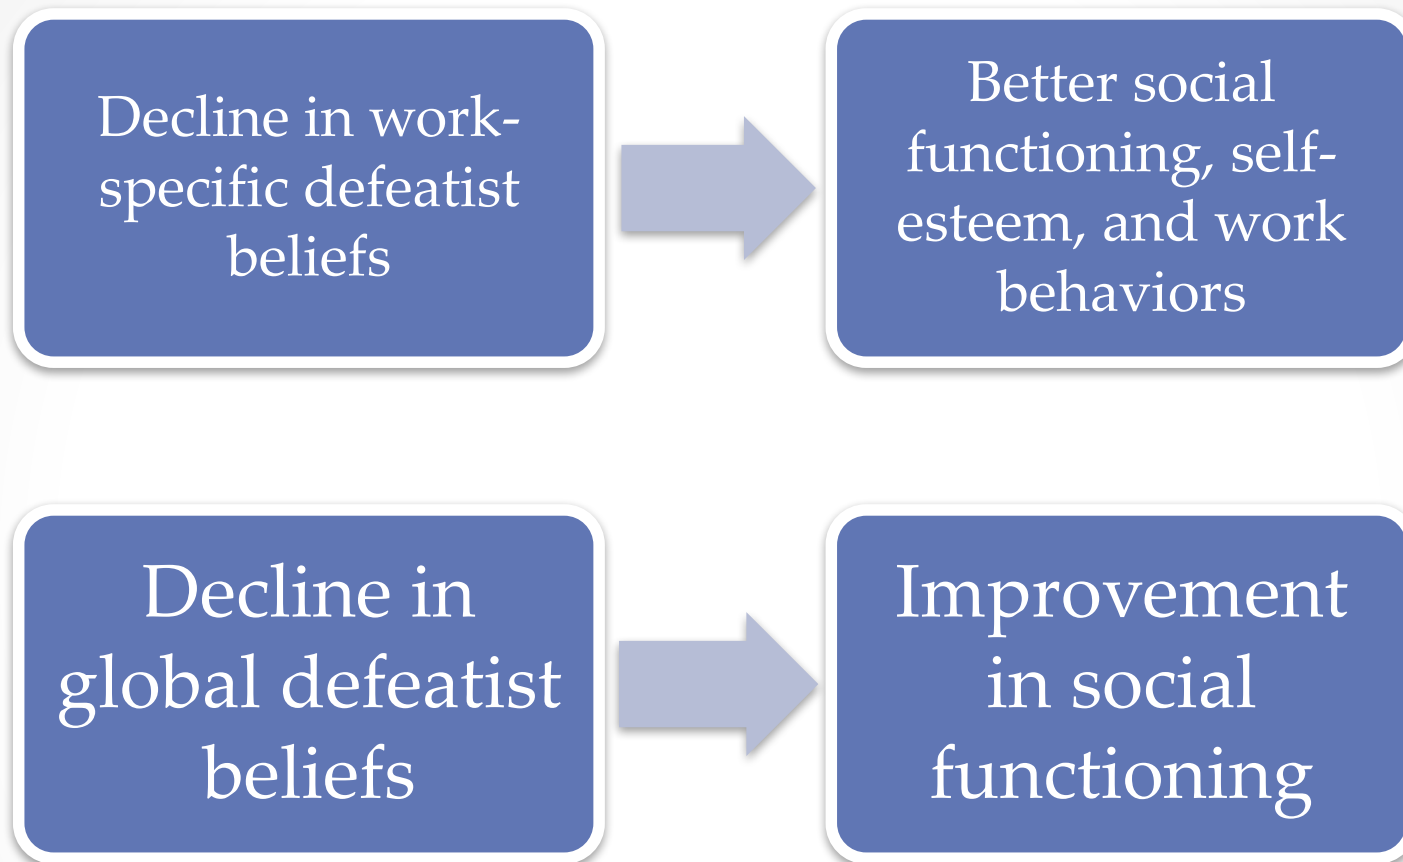 Decline in work-
specific defeatist
beliefs
Better social
functioning, self-
esteem, and work
behaviors
Decline in
global defeatist
beliefs
Improvement
in social
functioning